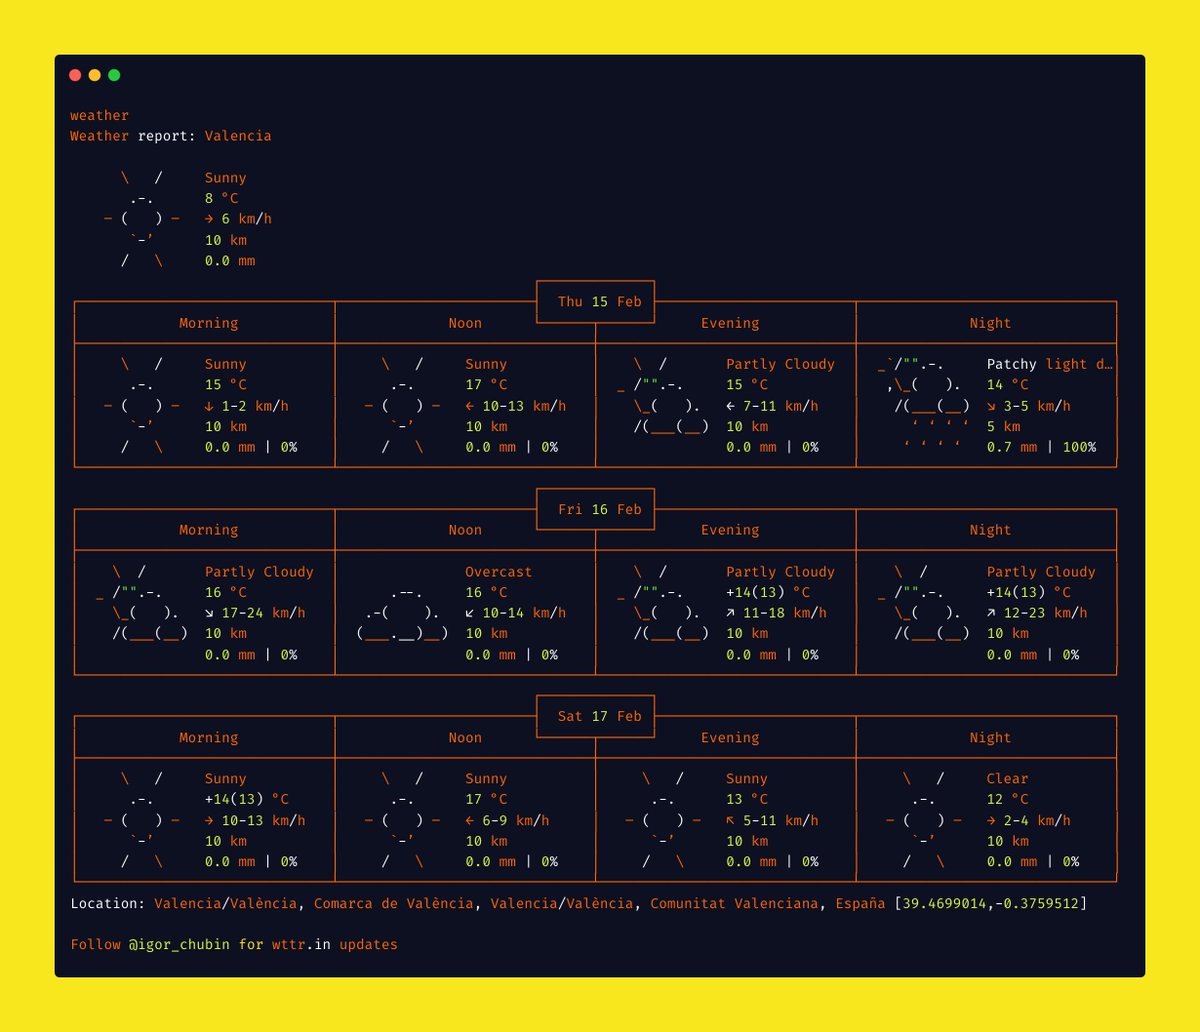 weather
Weather report: Valencia
Sunny
8 °C
→ 6 km/h
10 km
0.0 mm
Thu 15 Feb
Morning Noon Evening Night
Sunny Sunny Partly Cloudy Patchy light d…
15 °C 17 °C 15 °C 14 °C
↓ 1-2 km/h ← 10-13 km/h ← 7-11 km/h ↘ 3-5 km/h
10 km 10 km 10 km 5 km
0.0 mm | 0% 0.0 mm | 0% 0.0 mm | 0% 0.7 mm | 100%
Fri 16 Feb
Morning Noon Evening Night
Partly Cloudy Overcast Partly Cloudy Partly Cloudy
16 °C 16 °C +14(13) °C +14(13) °C
↘ 17-24 km/h ↙ 10-14 km/h ↗ 11-18 km/h ↗ 12-23 km/h
10 km 10 km 10 km 10 km
0.0 mm | 0% 0.0 mm | 0% 0.0 mm | 0% 0.0 mm | 0%
Sat 17 Feb
Morning Noon Evening Night
Sunny Sunny Sunny Clear
+14(13) °C 17 °C 13 °C 12 °C
→ 10-13 km/h ← 6-9 km/h ↖ 5-11 km/h → 2-4 km/h
10 km 10 km 10 km 10 km
0.0 mm | 0% 0.0 mm | 0% 0.0 mm | 0% 0.0 mm | 0%
Location: Valencia/València, Comarca de València, Valencia/València, Comunitat Valenciana, España [39.4699014,-0.3759512]
Follow @igor_chubin for wttr.in updates